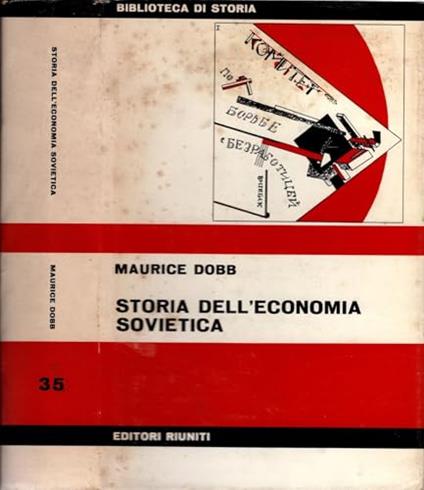 STORIA DELL'ECONOMIA SOVIETICA
MAURICE DOBB
35
BIBLIOTECA DI STORIA
КОМИТЕТ
ПО
БОРЬБЕ
с БЕЗРАБОТИЦЕЙ
MAURICE DOBB
STORIA DELL'ECONOMIA
SOVIETICA
EDITORI RIUNITI